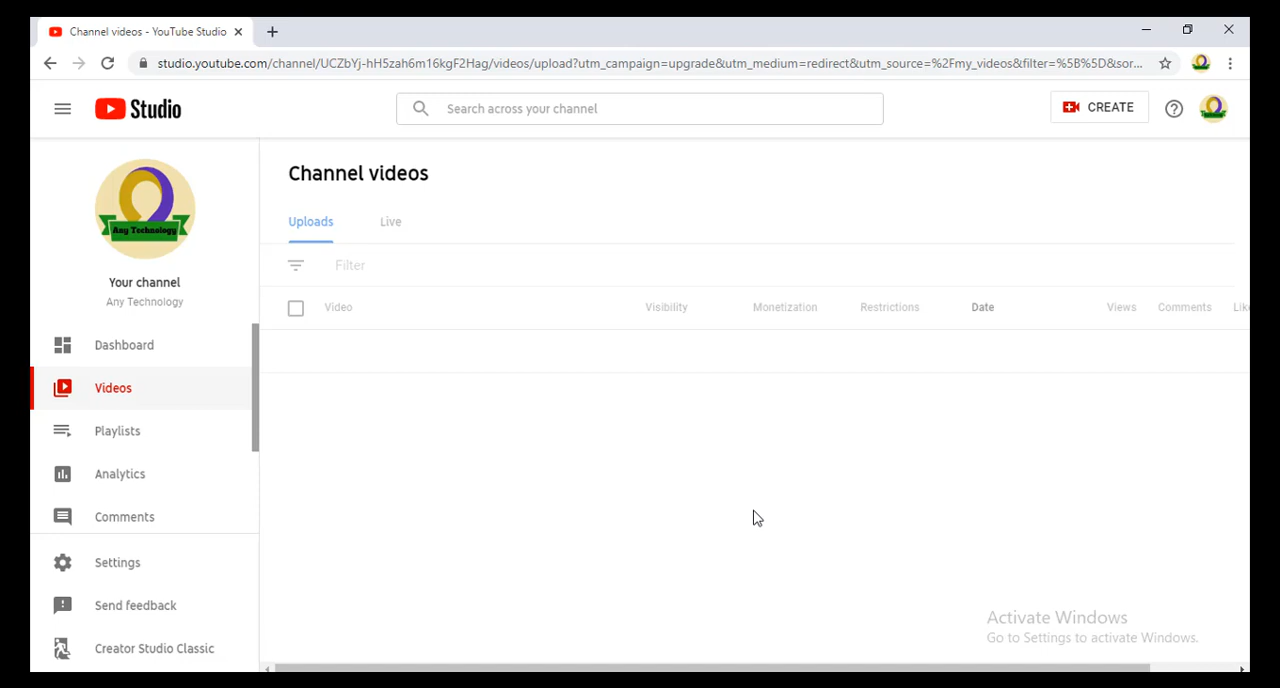 Channel videos - YouTube Studio
studio.youtube.com/channel/UCZbYj-hH5zah6m16kgF2Hag/videos/upload?utm_campaign=upgrade&utm_medium=redirect&utm_source=%2Fmy_videos&filter=%5B%5D&sor...
Studio
Search across your channel
CREATE
Any Technology
Your channel
Any Technology
Dashboard
Videos
Playlists
Analytics
Comments
Settings
Send feedback
Creator Studio Classic
Channel videos
Uploads Live
Filter
Video Visibility Monetization Restrictions Date Views Comments Lik
Activate Windows
Go to Settings to activate Windows.